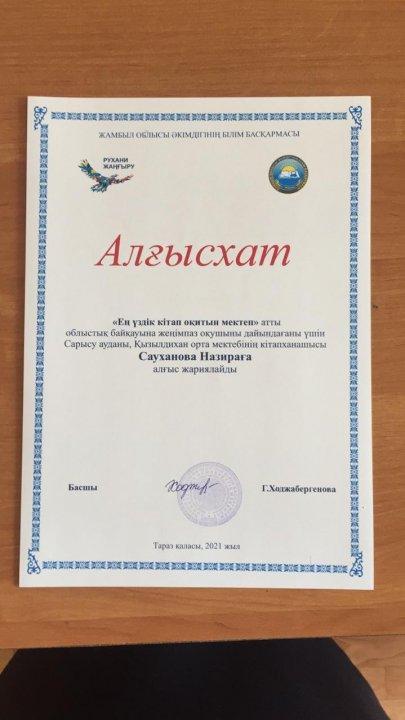 ЖАМБЫЛ ОБЛЫСЫ ӘКІМДІГІНІҢ БІЛІМ БАСҚАРМАСЫ
РУХАНИ
ЖАҢҒЫРУ
Алғысхат
«Ең үздік кітап оқитын мектеп» атты
облыстық байқауына жеңімпаз оқушыны дайындағаны үшін
Сарысу ауданы, Қызылдихан орта мектебінің кітапханашысы
Сауханова Назираға
алғыс жариялайды
Басшы
Г.Ходжабергенова
Тараз қаласы, 2021 жыл